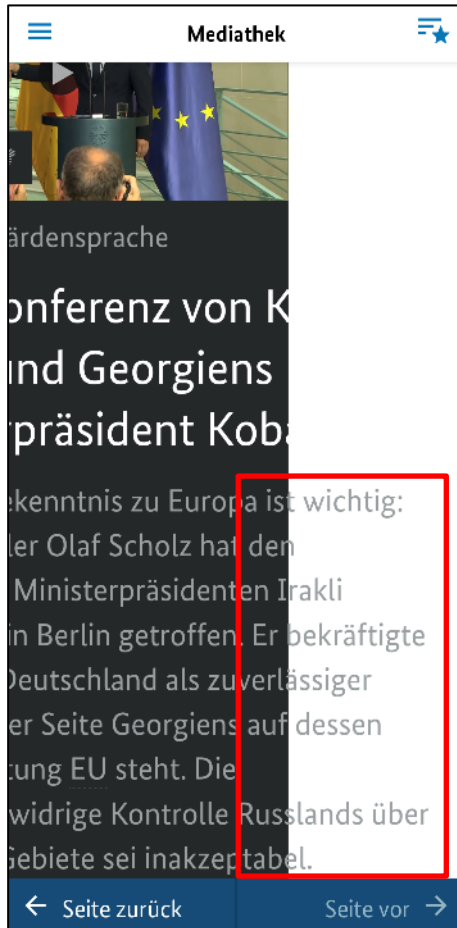 Mediathek
ärdensprache
onferenz von K
und Georgiens
rpräsident Koba
ekenntnis zu Europa ist wichtig:
ler Olaf Scholz hat den
Ministerpräsidenten Irakli
in Berlin getroffen. Er bekräftigte
Deutschland als zuverlässiger
er Seite Georgiens auf dessen
tung EU steht. Die
widrige Kontrolle Russlands über
Gebiete sei inakzeptabel.
← Seite zurück Seite vor →